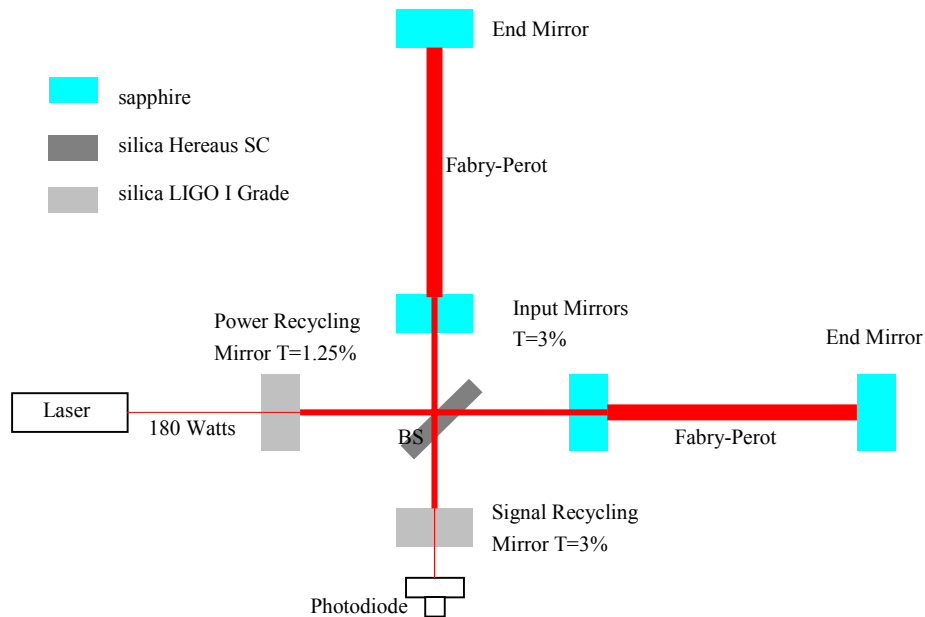 End Mirror
sapphire
silica Hereaus SC
silica LIGO I Grade
Fabry-Perot
Power Recycling
Mirror T=1.25%
Input Mirrors
T=3%
End Mirror
Laser
180 Watts
BS
Fabry-Perot
Signal Recycling
Mirror T=3%
Photodiode